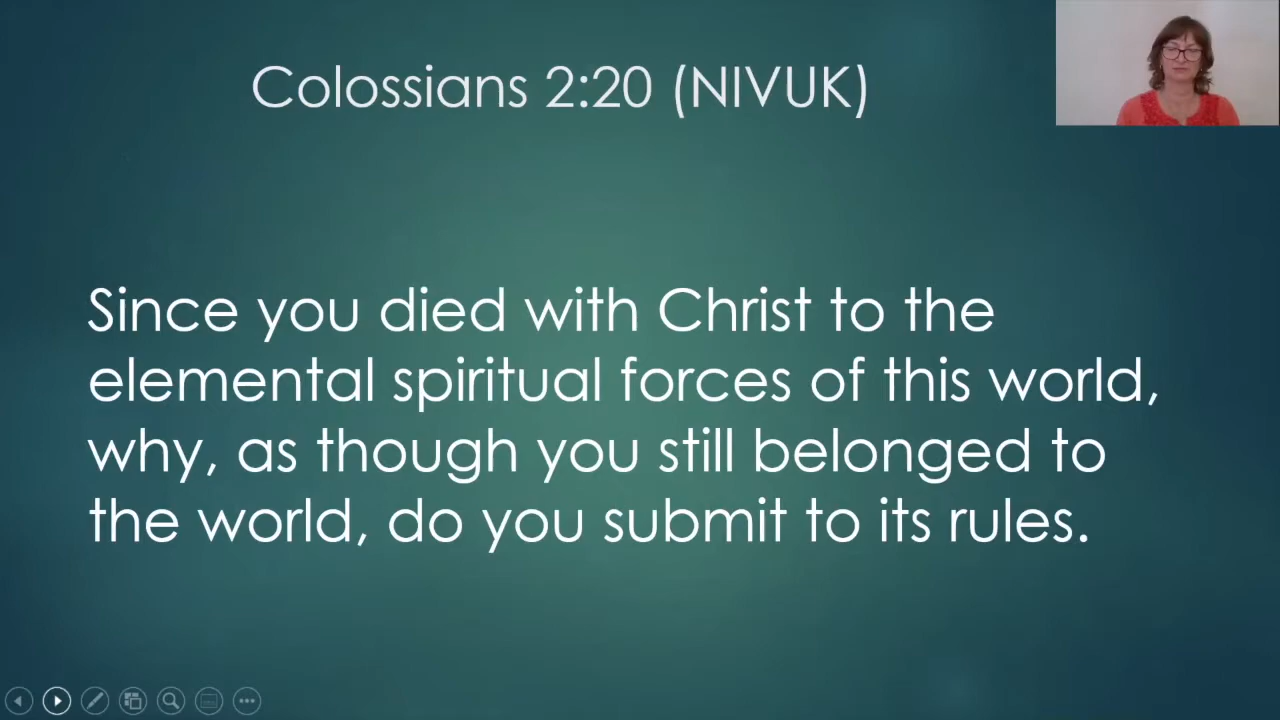 Colossians 2:20 (NIVUK)
Since you died with Christ to the
elemental spiritual forces of this world,
why, as though you still belonged to
the world, do you submit to its rules.